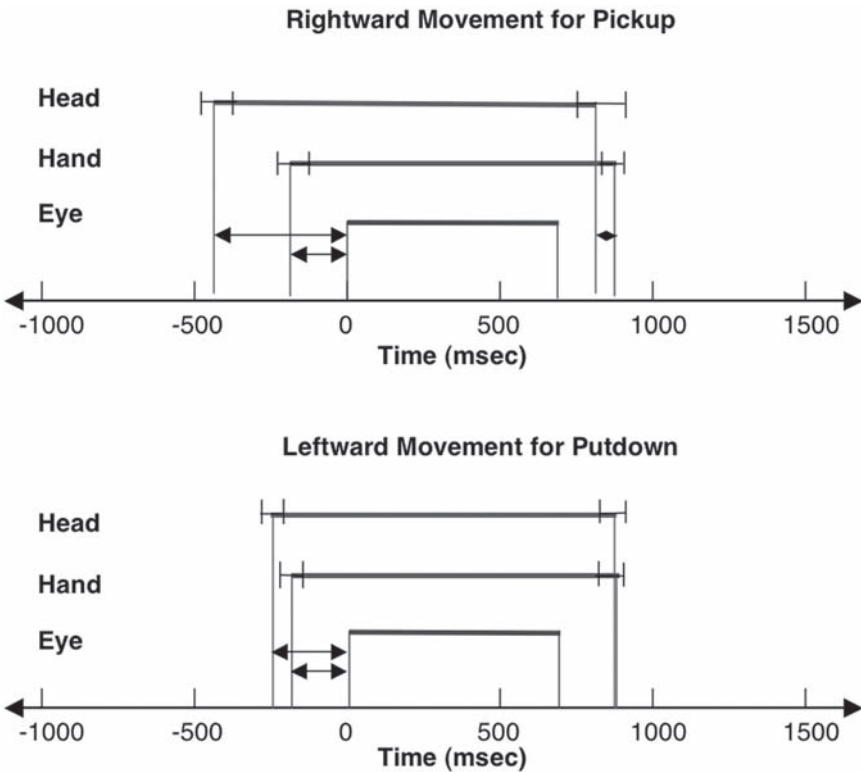 Rightward Movement for Pickup
Head
Hand
Eye
-1000 -500 0 500 1000 1500
Time (msec)
Leftward Movement for Putdown
Head
Hand
Eye
-1000 -500 0 500 1000 1500
Time (msec)